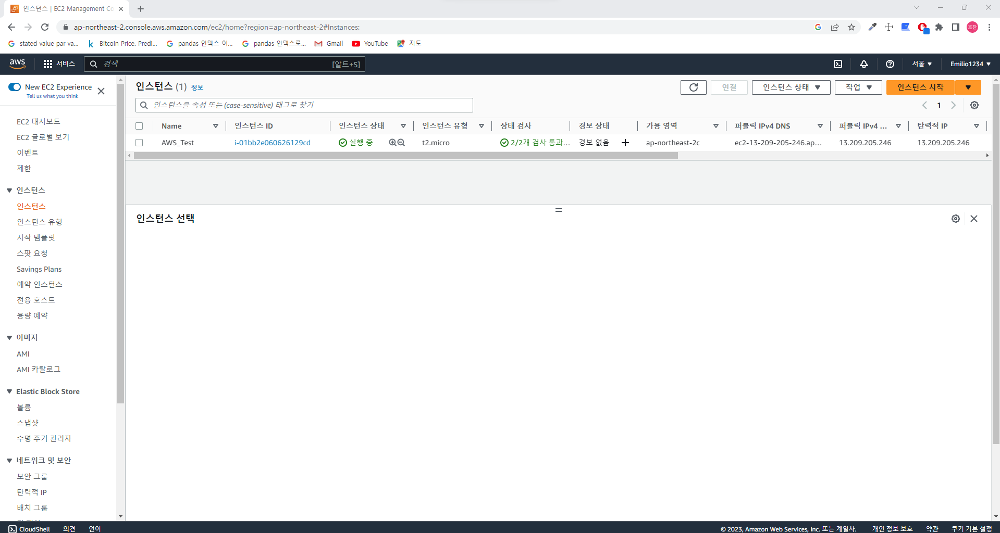 인스턴스 | EC2 Management Co
ap-northeast-2.console.aws.amazon.com/ec2/home?region=ap-northeast-2#Instances:
호찬
stated value par va... Bitcoin Price. Predi... pandas 인덱스 이... pandas 인덱스로... Gmail YouTube 지도
aws 서비스 검색 [알트+S] 서울 Emilio1234
New EC2 Experience
Tell us what you think
EC2 대시보드
EC2 글로벌 보기
이벤트
제한
인스턴스
인스턴스
인스턴스 유형
시작 템플릿
스팟 요청
Savings Plans
예약 인스턴스
전용 호스트
용량 예약
이미지
AMI
AMI 카탈로그
Elastic Block Store
볼륨
스냅샷
수명 주기 관리자
네트워크 및 보안
보안 그룹
탄력적 IP
배치 그룹
인스턴스 (1) 정보 연결 인스턴스 상태 작업 인스턴스 시작
인스턴스을 속성 또는 (case-sensitive) 태그로 찾기 1
Name 인스턴스 ID 인스턴스 상태 인스턴스 유형 상태 검사 경보 상태 가용 영역 퍼블릭 IPv4 DNS 퍼블릭 IPv4 ... 탄력적 IP
AWS_Test i-01bb2e060626129cd 실행 중 t2.micro 2/2개 검사 통과... 경보 없음 ap-northeast-2c ec2-13-209-205-246.ap... 13.209.205.246 13.209.205.246
인스턴스 선택
CloudShell 의견 언어 © 2023, Amazon Web Services, Inc. 또는 계열사. 개인 정보 보호 약관 쿠키 기본 설정